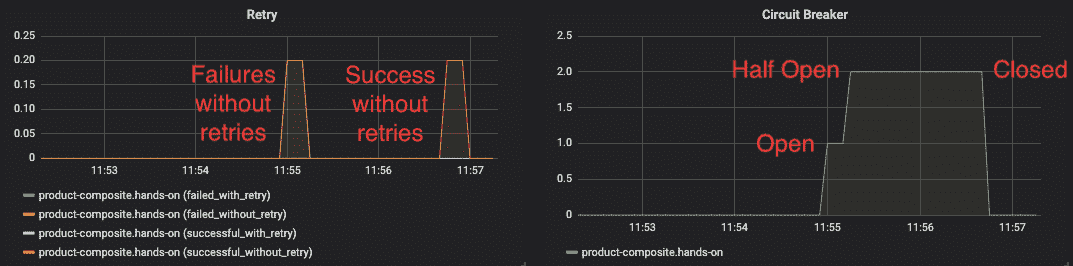 Retry
0.25
0.20
0.15
0.10
0.05
0
Failures
without
retries
Success
without
retries
11:53 11:54 11:55 11:56 11:57
product-composite.hands-on (failed_with_retry)
product-composite.hands-on (failed_without_retry)
product-composite.hands-on (successful_with_retry)
product-composite.hands-on (successful_without_retry)
Circuit Breaker
2.5
2.0
1.5
1.0
0.5
0
Half Open
Closed
Open
11:53 11:54 11:55 11:56 11:57
product-composite.hands-on